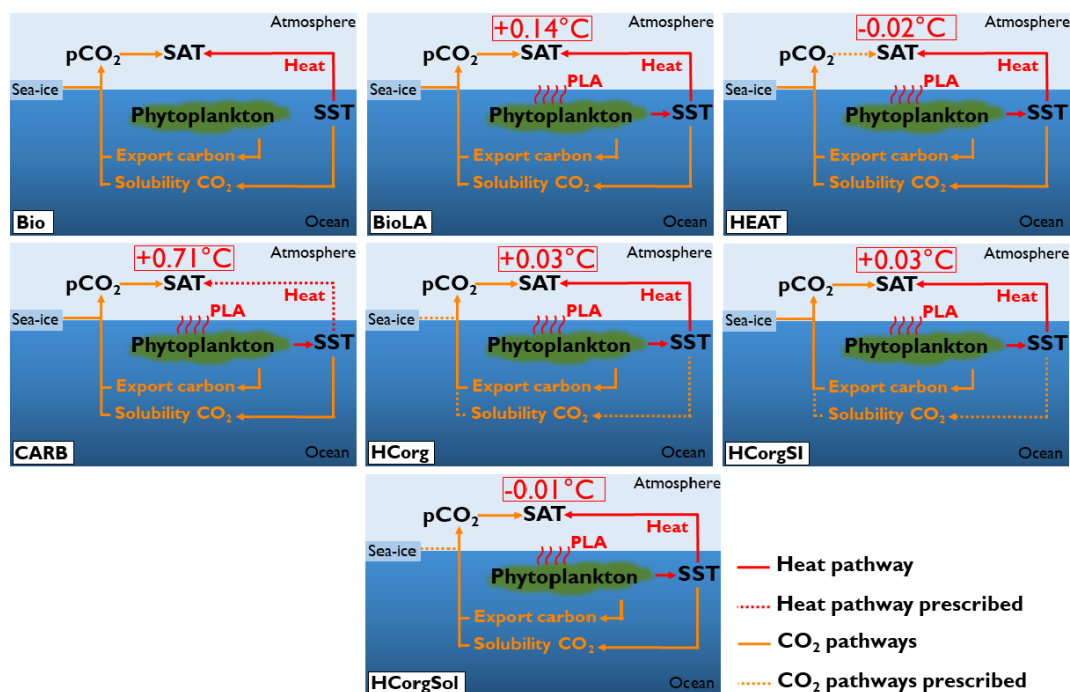 Atmosphere
pCO₂ SAT
Heat
Sea-ice
Phytoplankton SST
Export carbon
Solubility CO₂
Bio
Ocean
+0.14°C
Atmosphere
pCO₂ SAT
Heat
PLA
Sea-ice
Phytoplankton SST
Export carbon
Solubility CO₂
BioLA
Ocean
-0.02°C
Atmosphere
pCO₂ SAT
Heat
PLA
Sea-ice
Phytoplankton SST
Export carbon
Solubility CO₂
HEAT
Ocean
+0.71°C
Atmosphere
pCO₂ SAT
Heat
PLA
Sea-ice
Phytoplankton SST
Export carbon
Solubility CO₂
CARB
Ocean
+0.03°C
Atmosphere
pCO₂ SAT
Heat
PLA
Sea-ice
Phytoplankton SST
Export carbon
Solubility CO₂
HCorg
Ocean
+0.03°C
Atmosphere
pCO₂ SAT
Heat
PLA
Sea-ice
Phytoplankton SST
Export carbon
Solubility CO₂
HCorgSI
Ocean
-0.01°C
Atmosphere
pCO₂ SAT
Heat
PLA
Sea-ice
Phytoplankton SST
Export carbon
Solubility CO₂
HCorgSol
Ocean
Heat pathway
Heat pathway prescribed
CO₂ pathways
CO₂ pathways prescribed